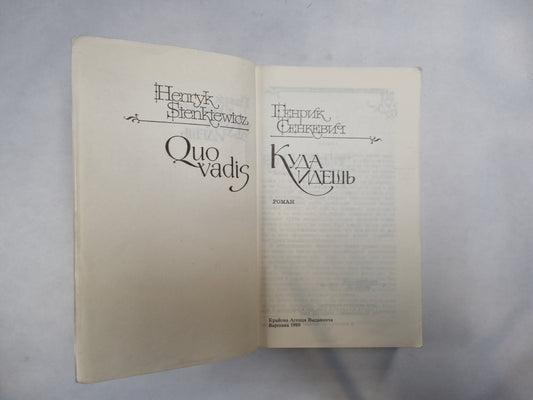 Henryk
Sienkiewicz
Quo
vadis
Генрик
Сенкевич
Куда
идешь
РОМАН
Крайова Агенция Выдавнича
Варшава 1989